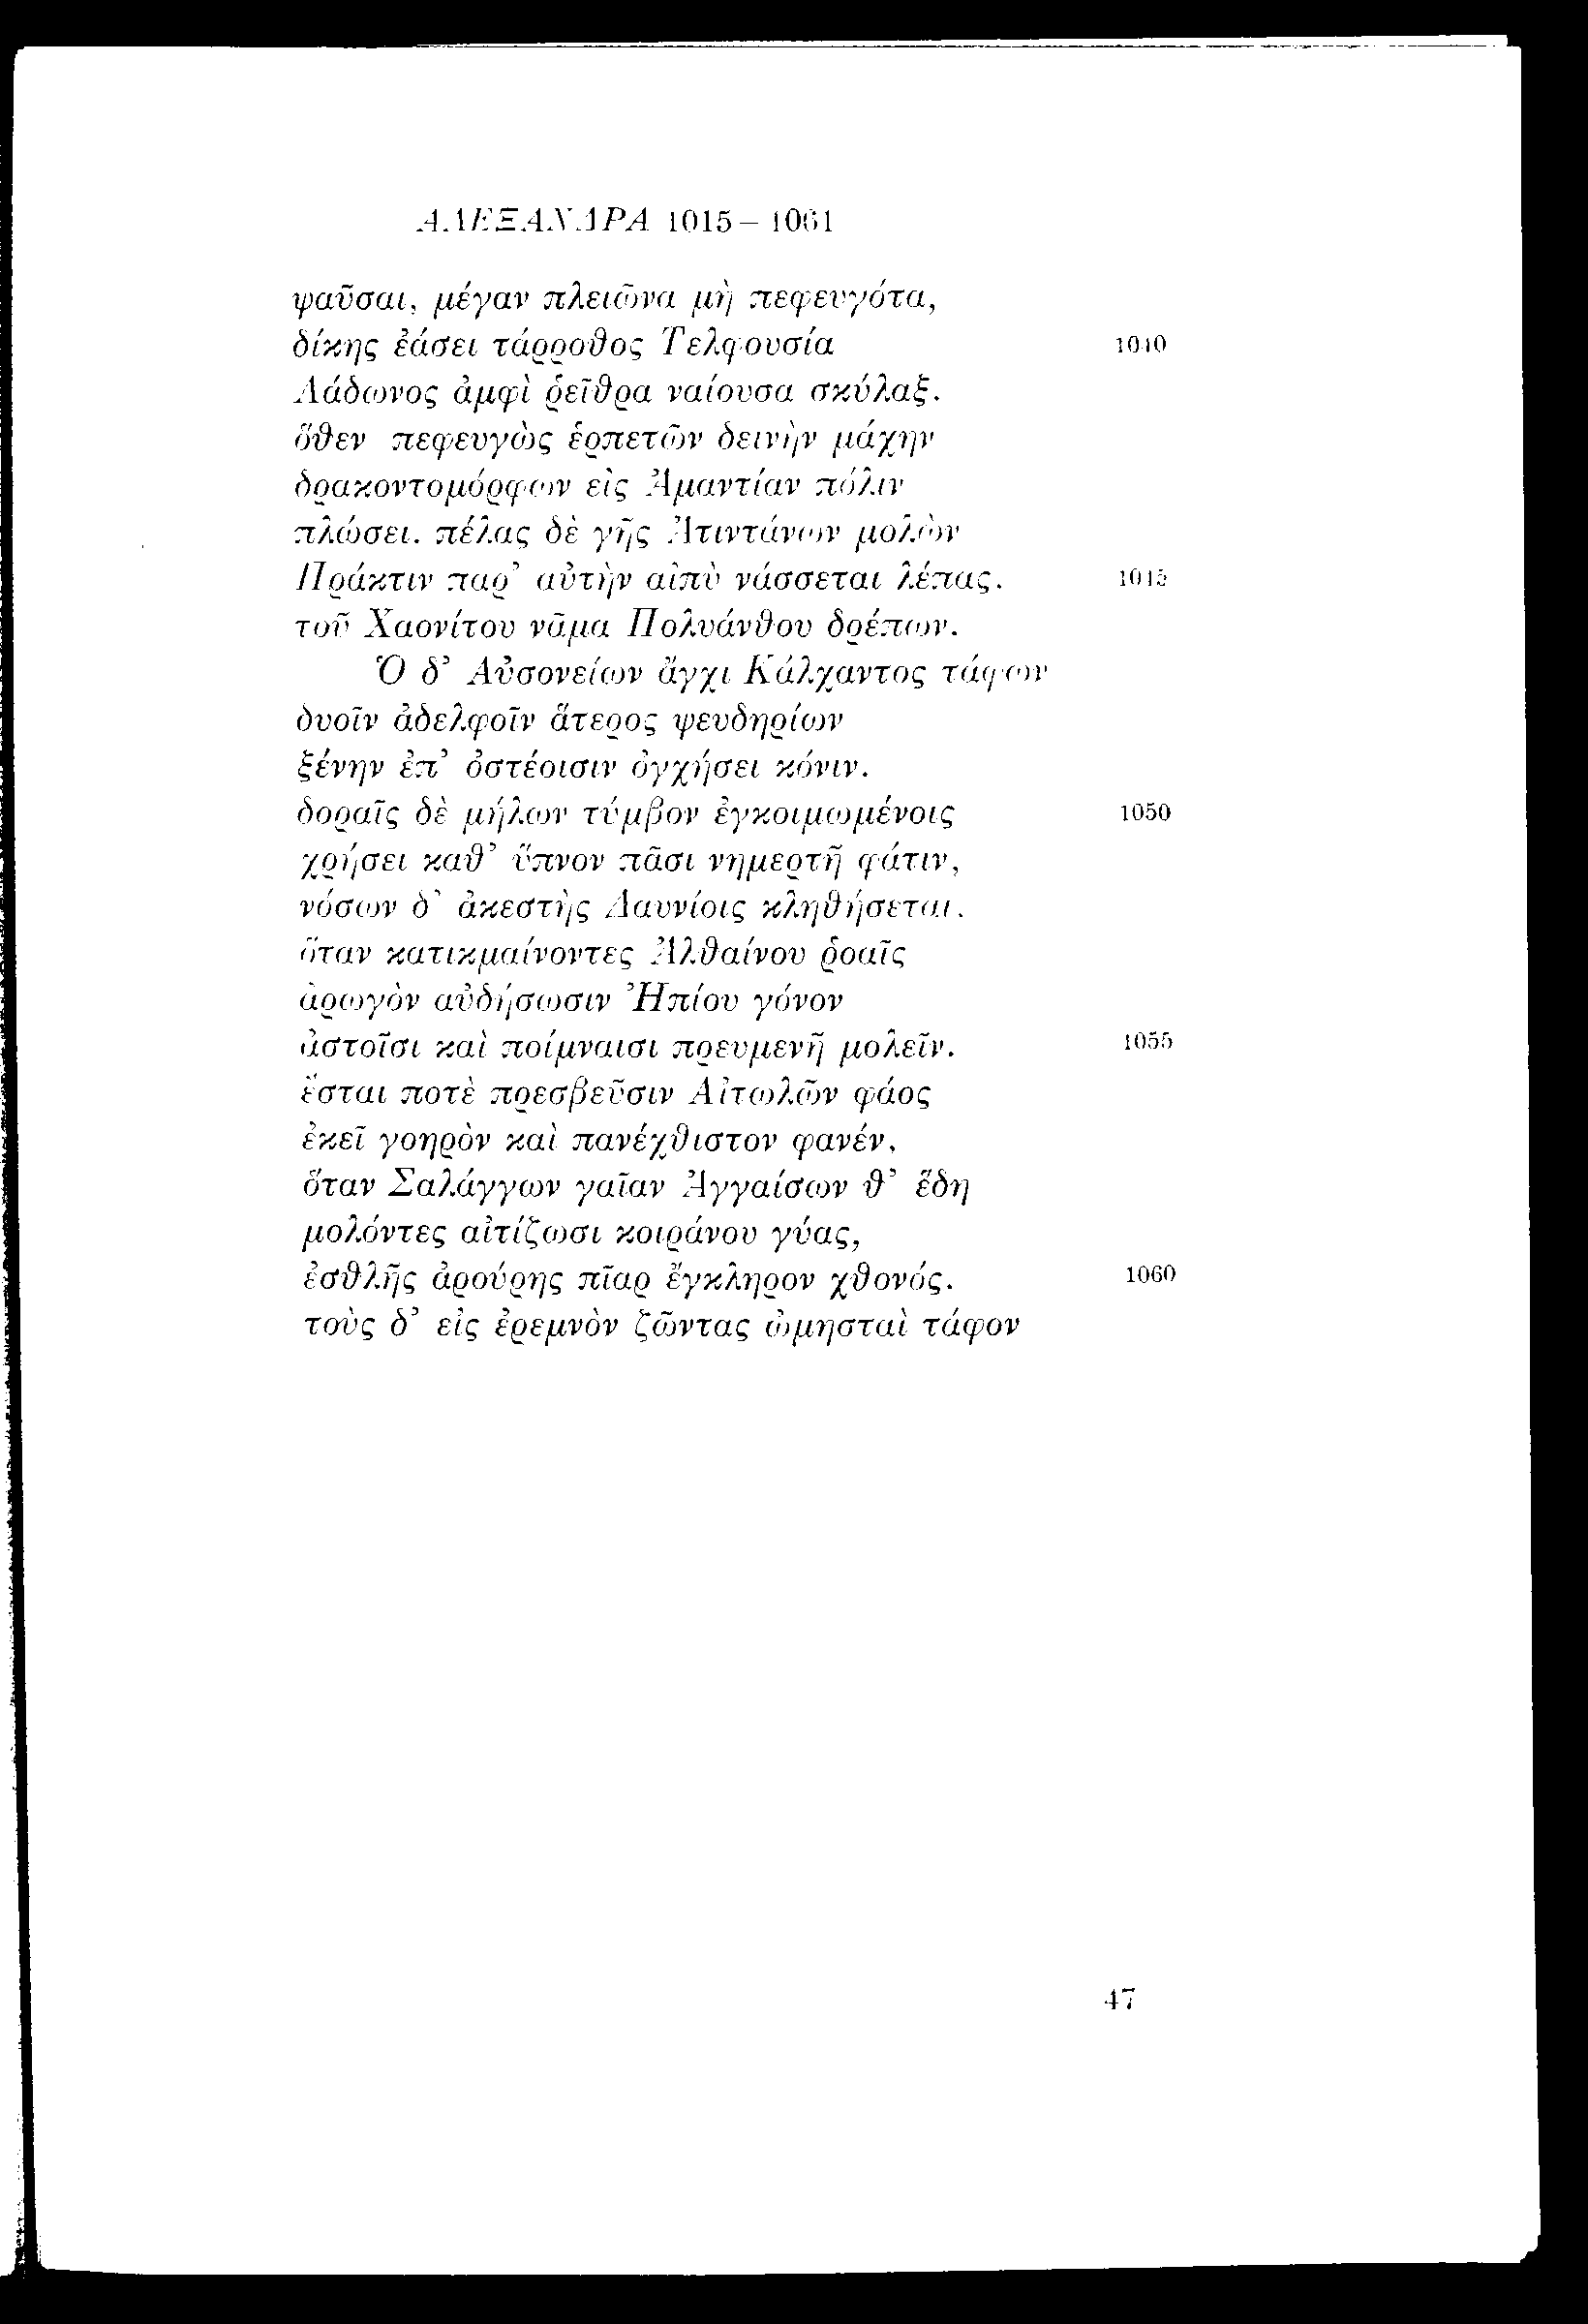 ΑΛΕΞΑΝΔΡΑ 1015–1061
ψαῦσαι, μέγαν πλειῶνα μὴ πεφευγότα,
δίκης ἐάσει τάρροθος Τελφουσία 1040
Λάδωνος ἀμφὶ ῥεῖθρα ναίουσα σκύλαξ.
ὅθεν πεφευγὼς ἑρπετῶν δεινὴν μάχην
δρακοντομόρφων εἰς Ἀμαντίαν πόλιν
πλώσει. πέλας δὲ γῆς Ἀτιντάνων μολὼν
Πράκτιν παρ’ αὐτὴν αἰπὺ νάσσεται λέπας.  1045
τοῦ Χαονίτου νᾶμα Πολυάνθου δρέπων.
Ὁ δ’ Αὐσονείων ἄγχι Κάλχαντος τάφων
δυοῖν ἀδελφοῖν ἅτερος ψευδηρίων
ξένην ἐπ’ ὀστέοισιν ὀγχήσει κόνιν.
δοραῖς δὲ μήλων τύμβον ἐγκοιμωμένοις 1050
χρήσει καθ’ ὕπνον πᾶσι νημερτῆ φάτιν,
νόσων δ’ ἀκεστὴς Δαυνίοις κληθήσεται.
ὅταν κατικμαίνοντες Ἀλθαίνου ῥοαῖς
ἀρωγὸν αὐδήσωσιν Ἠπίου γόνον
ἀστοῖσι καὶ ποίμναισι πρευμενῆ μολεῖν. 1055
ἔσται ποτὲ πρεσβεῦσιν Αἰτωλῶν φάος
ἐκεῖ γοηρὸν καὶ πανέχθιστον φανέν,
ὅταν Σαλάγγων γαῖαν Ἀγγαίσων θ’ ἕδη
μολόντες αἰτίζωσι κοιράνου γύας,
ἐσθλῆς ἀρούρης πῖαρ ἔγκληρον χθονός. 1060
τοὺς δ’ εἰς ἐρεμνὸν ζῶντας ὠμησταὶ τάφον
47